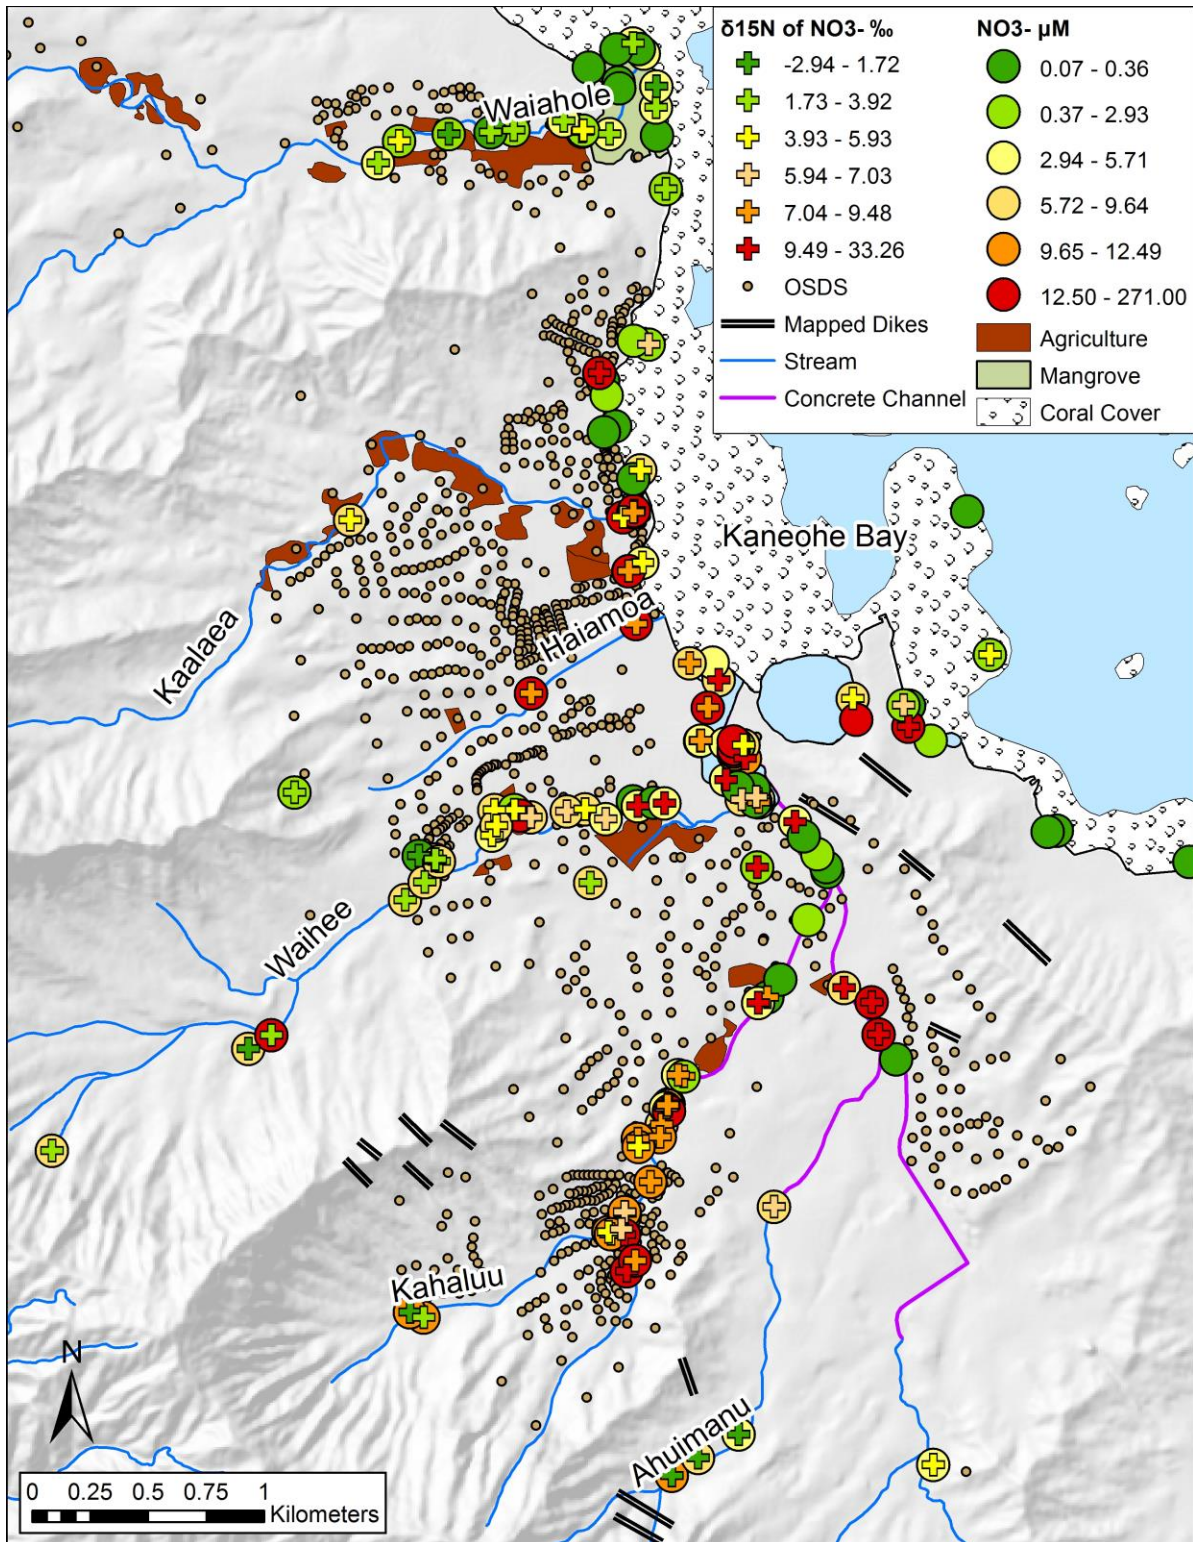 δ15N of NO3- ‰
-2.94 - 1.72
1.73 - 3.92
3.93 - 5.93
5.94 - 7.03
7.04 - 9.48
9.49 - 33.26
OSDS
Mapped Dikes
Stream
Concrete Channel
NO3- µM
0.07 - 0.36
0.37 - 2.93
2.94 - 5.71
5.72 - 9.64
9.65 - 12.49
12.50 - 271.00
Agriculture
Mangrove
Coral Cover
Waiahole
Kaneohe Bay
Haiamoa
Kaalaea
Waihee
Kahaluu
Ahuimanu
N
0 0.25 0.5 0.75 1
Kilometers